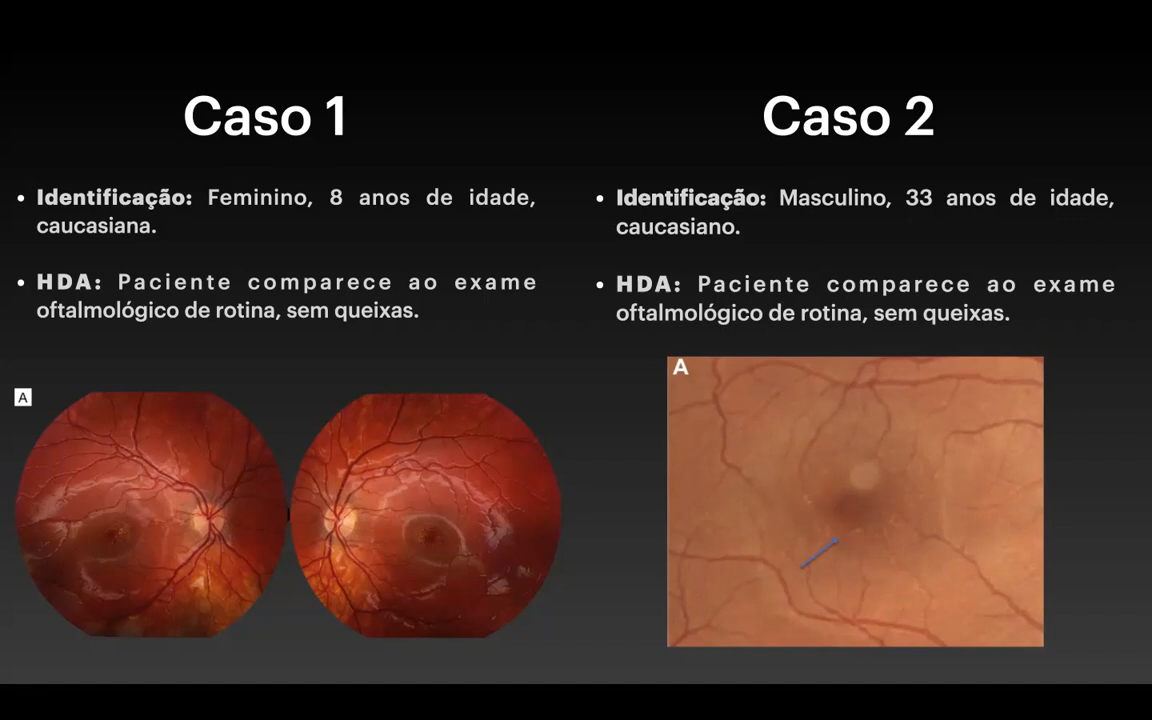 Caso 1
• Identificação: Feminino, 8 anos de idade,
caucasiana.
• HDA: Paciente comparece ao exame
oftalmológico de rotina, sem queixas.
A
Caso 2
• Identificação: Masculino, 33 anos de idade,
caucasiano.
• HDA: Paciente comparece ao exame
oftalmológico de rotina, sem queixas.
A